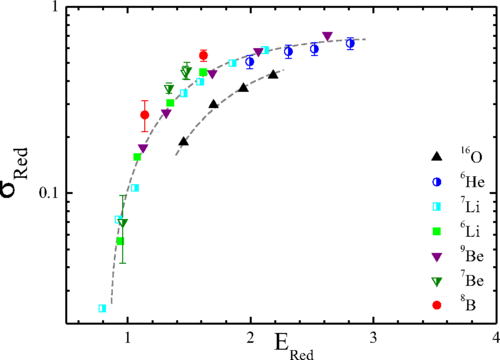 1
0.1
σRed
¹⁶O
⁶He
⁷Li
⁶Li
⁹Be
⁷Be
⁸B
1 2 3 4
ERed